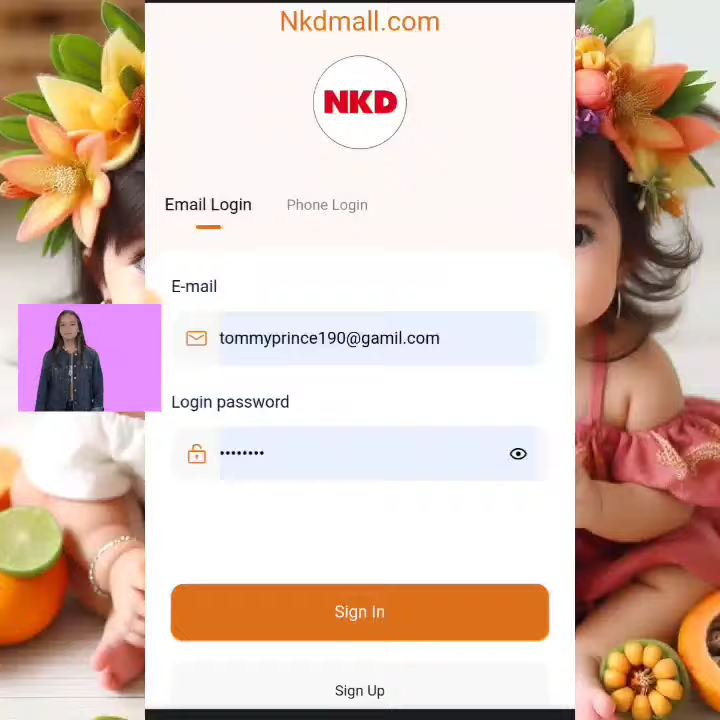 Nkdmall.com
NKD
Email Login
Phone Login
E-mail
tommyprince190@gamil.com
Login password
••••••••
Sign In
Sign Up